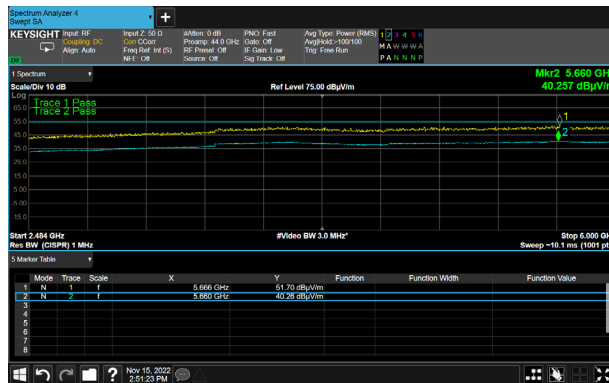 Spectrum Analyzer 4
Swept SA
KEYSIGHT Input: RF Input Z: 50 Ω #Atten: 0 dB PNO: Fast Avg Type: Power (RMS) 1 2 3 4 5 6
Coupling: DC Corr CCorr Preamp: 44.0 GHz Gate: Off Avg|Hold:>100/100 M A W W W A
Align: Auto Freq Ref: Int (S) RF Presel: Off IF Gain: Low Trig: Free Run
NFE: Off Source: Off Sig Track: Off P A N N N P
1 Spectrum
Mkr2 5.660 GH
Scale/Div 10 dB Ref Level 75.00 dBµV/m 40.257 dBµV/
Log
65.0 Trace 1 Pass
Trace 2 Pass
55.0
1
45.0
2
35.0
25.0
15.0
5.00
Start 2.484 GHz #Video BW 3.0 MHz* Stop 6.000 GH
Res BW (CISPR) 1 MHz Sweep ~10.1 ms (1001 pt
5 Marker Table
Mode Trace Scale X Y Function Function Width Function Value
1 N 1 f 5.666 GHz 51.70 dBµV/m
2 N 2 f 5.660 GHz 40.26 dBµV/m
3
4
5
6
7
8
? Nov 15, 2022
2:51:23 PM